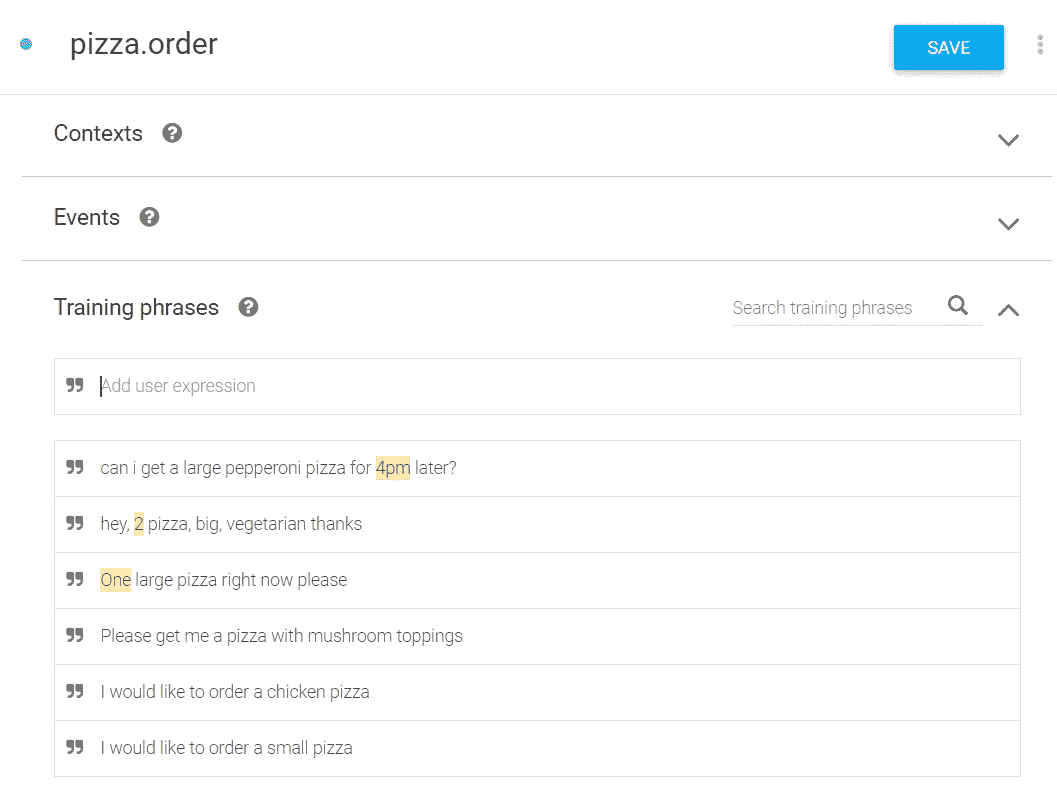 pizza.order
SAVE
Contexts ?
Events ?
Training phrases ?
Search training phrases
Add user expression
can i get a large pepperoni pizza for 4pm later?
hey, 2 pizza, big, vegetarian thanks
One large pizza right now please
Please get me a pizza with mushroom toppings
I would like to order a chicken pizza
I would like to order a small pizza